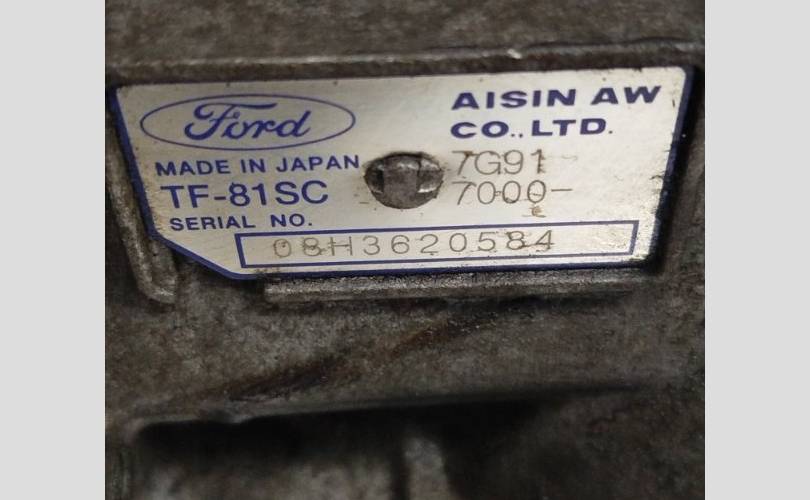 Ford
AISIN AW
CO.,LTD.
MADE IN JAPAN
7G91-
TF-81SC
7000-
SERIAL NO.
08H3620584